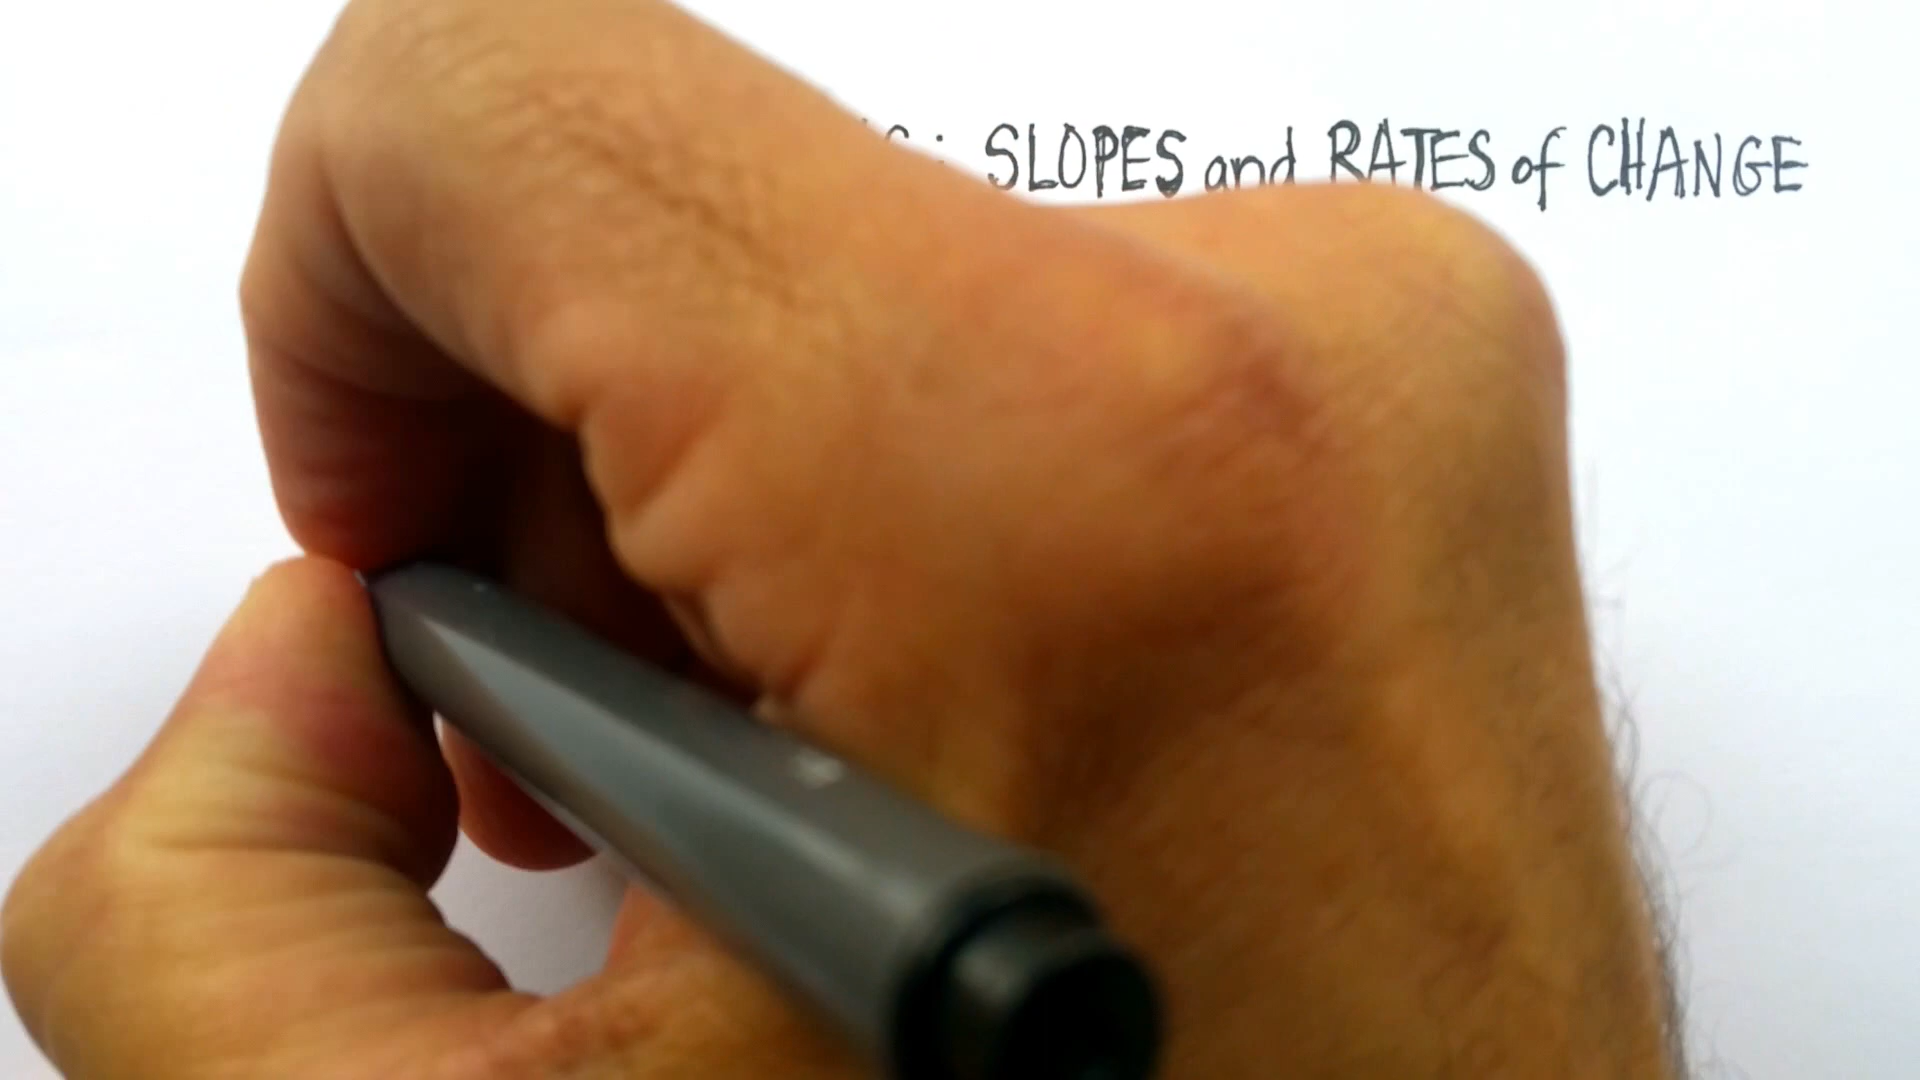 : SLOPES and RATES of CHANGE